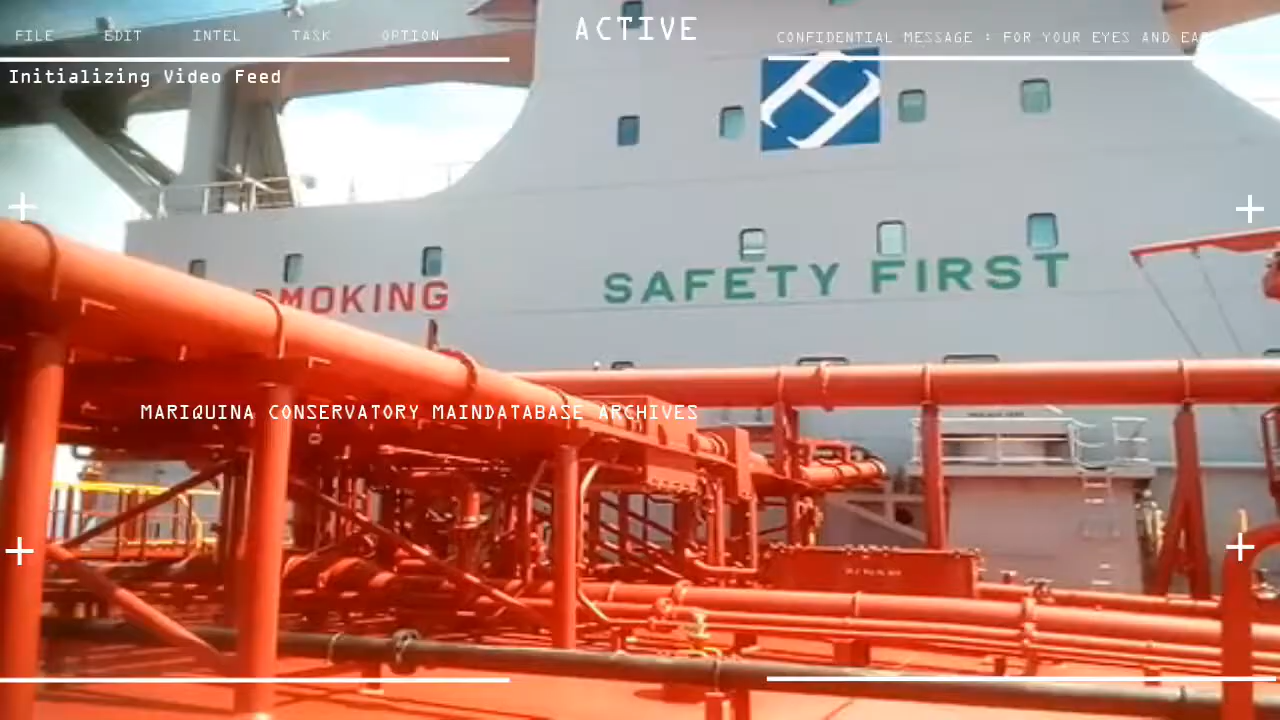 ACTIVE
FILE EDIT INTEL TASK OPTION
CONFIDENTIAL MESSAGE : FOR YOUR EYES AND
Initializing Video Feed
SAFETY FIRST
SMOKING
MARIQUINA CONSERVATORY MAINDATABASE ARCHIVES